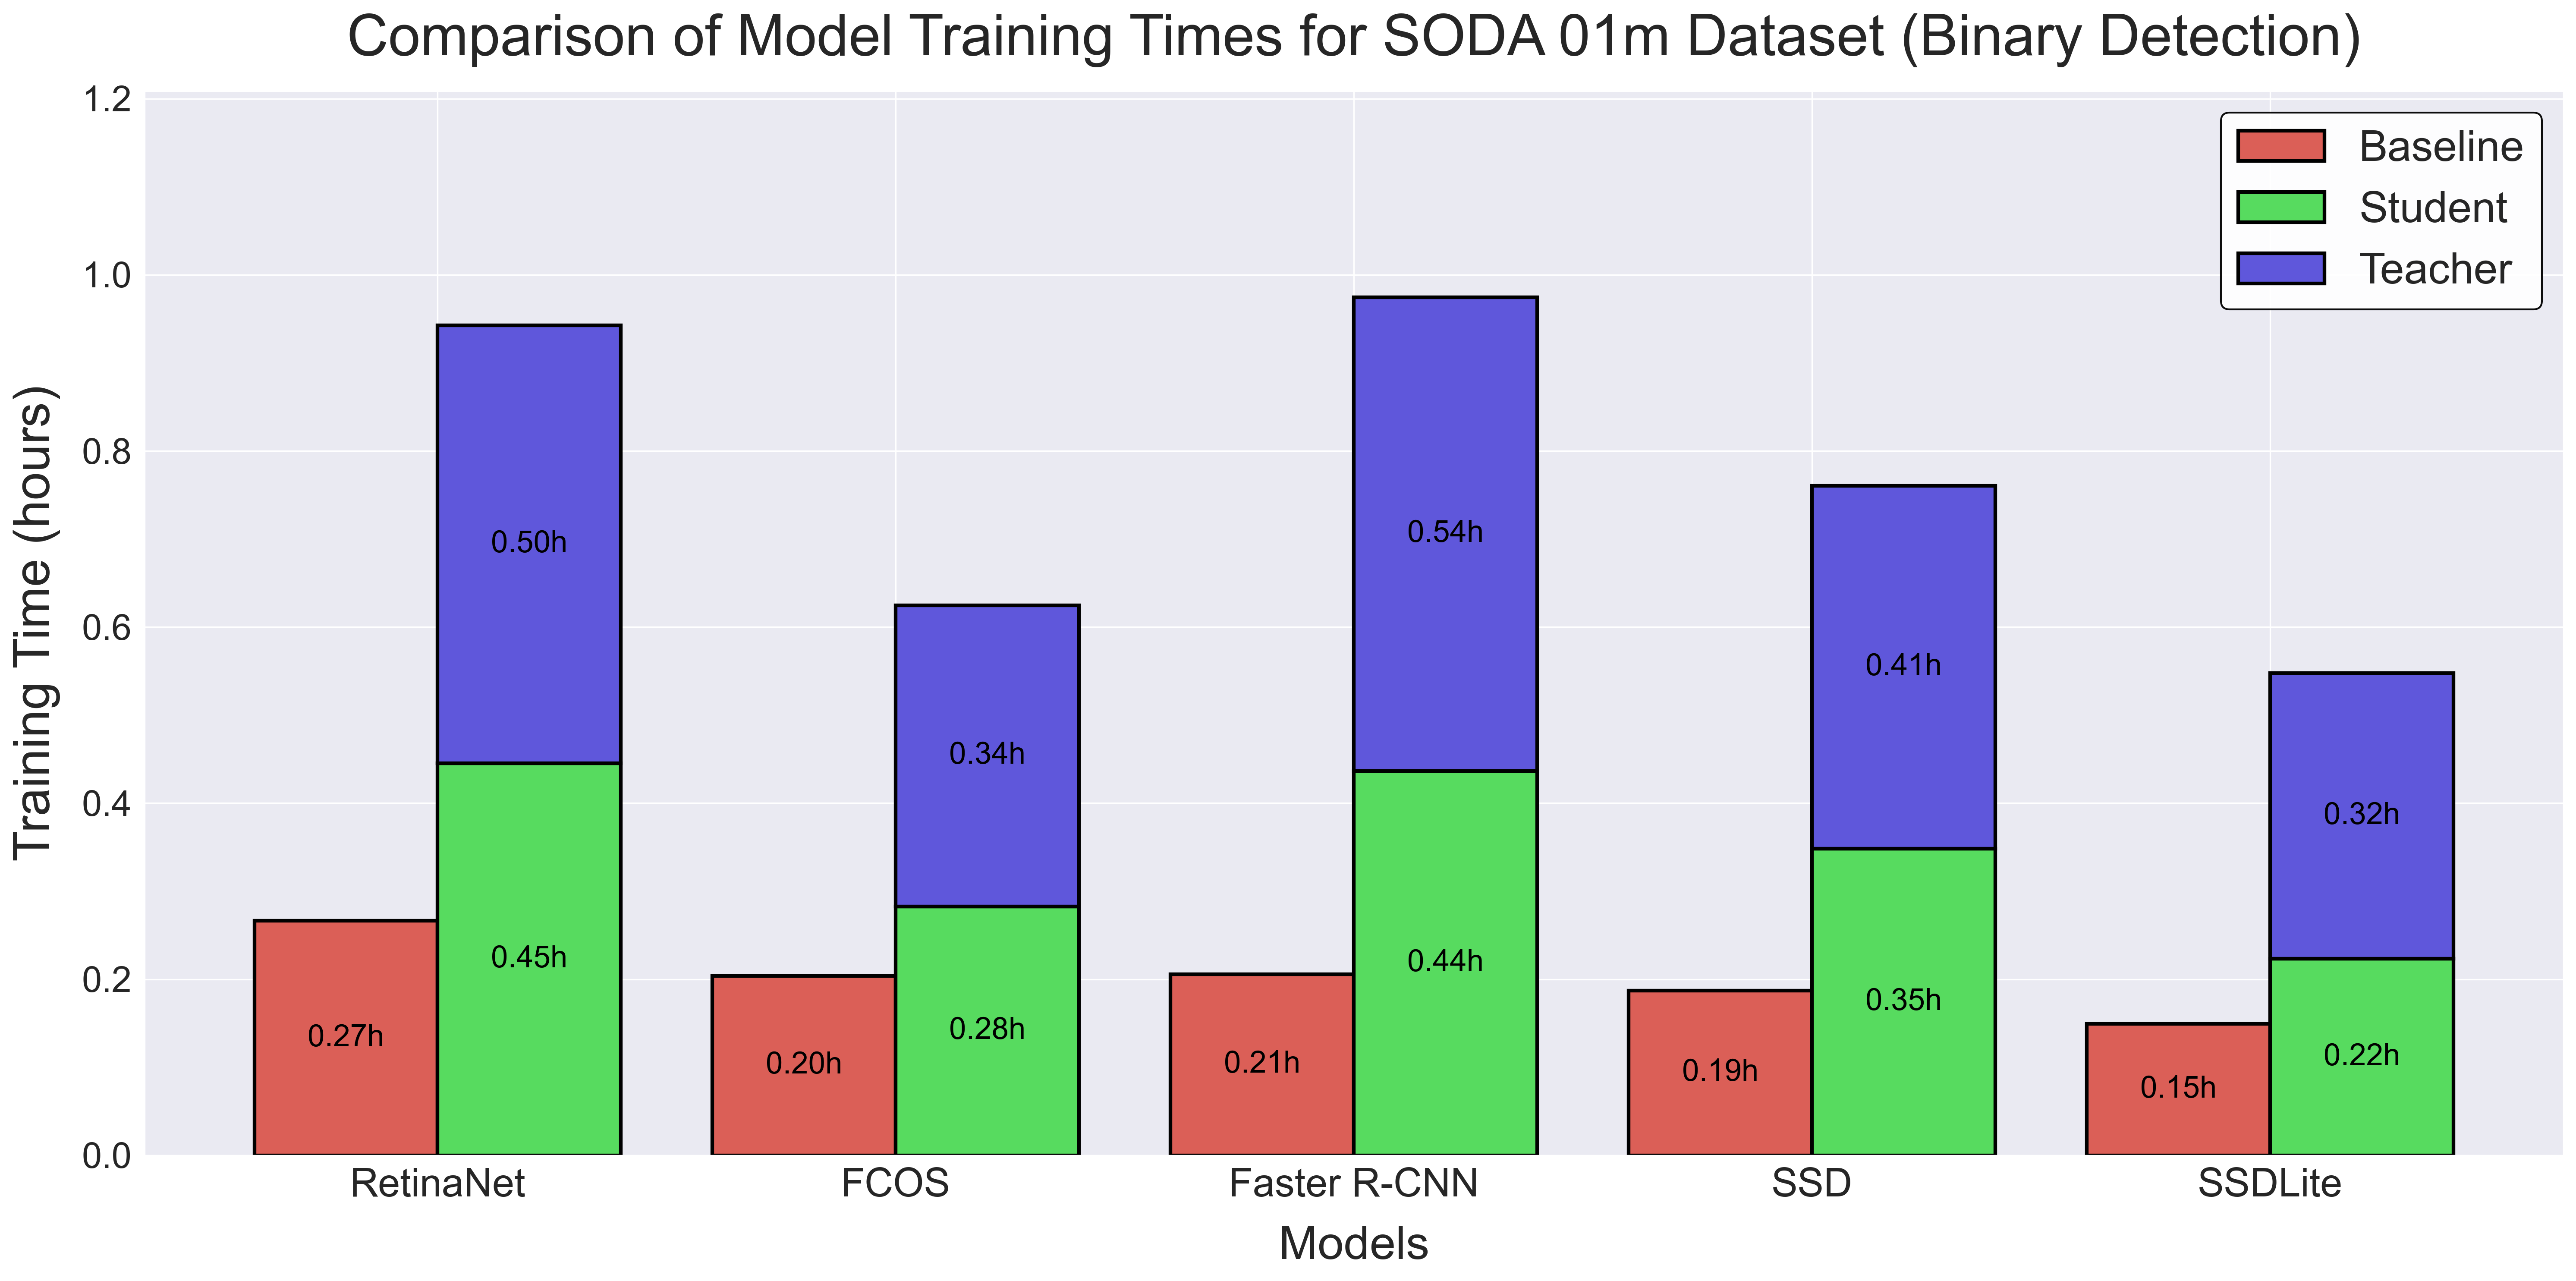 Comparison of Model Training Times for SODA 01m Dataset (Binary Detection)
Training Time (hours)
1.2
1.0
0.8
0.6
0.4
0.2
0.0
Baseline
Student
Teacher
0.50h
0.45h
0.27h
0.34h
0.28h
0.20h
0.54h
0.44h
0.21h
0.41h
0.35h
0.19h
0.32h
0.22h
0.15h
RetinaNet
FCOS
Faster R-CNN
SSD
SSDLite
Models